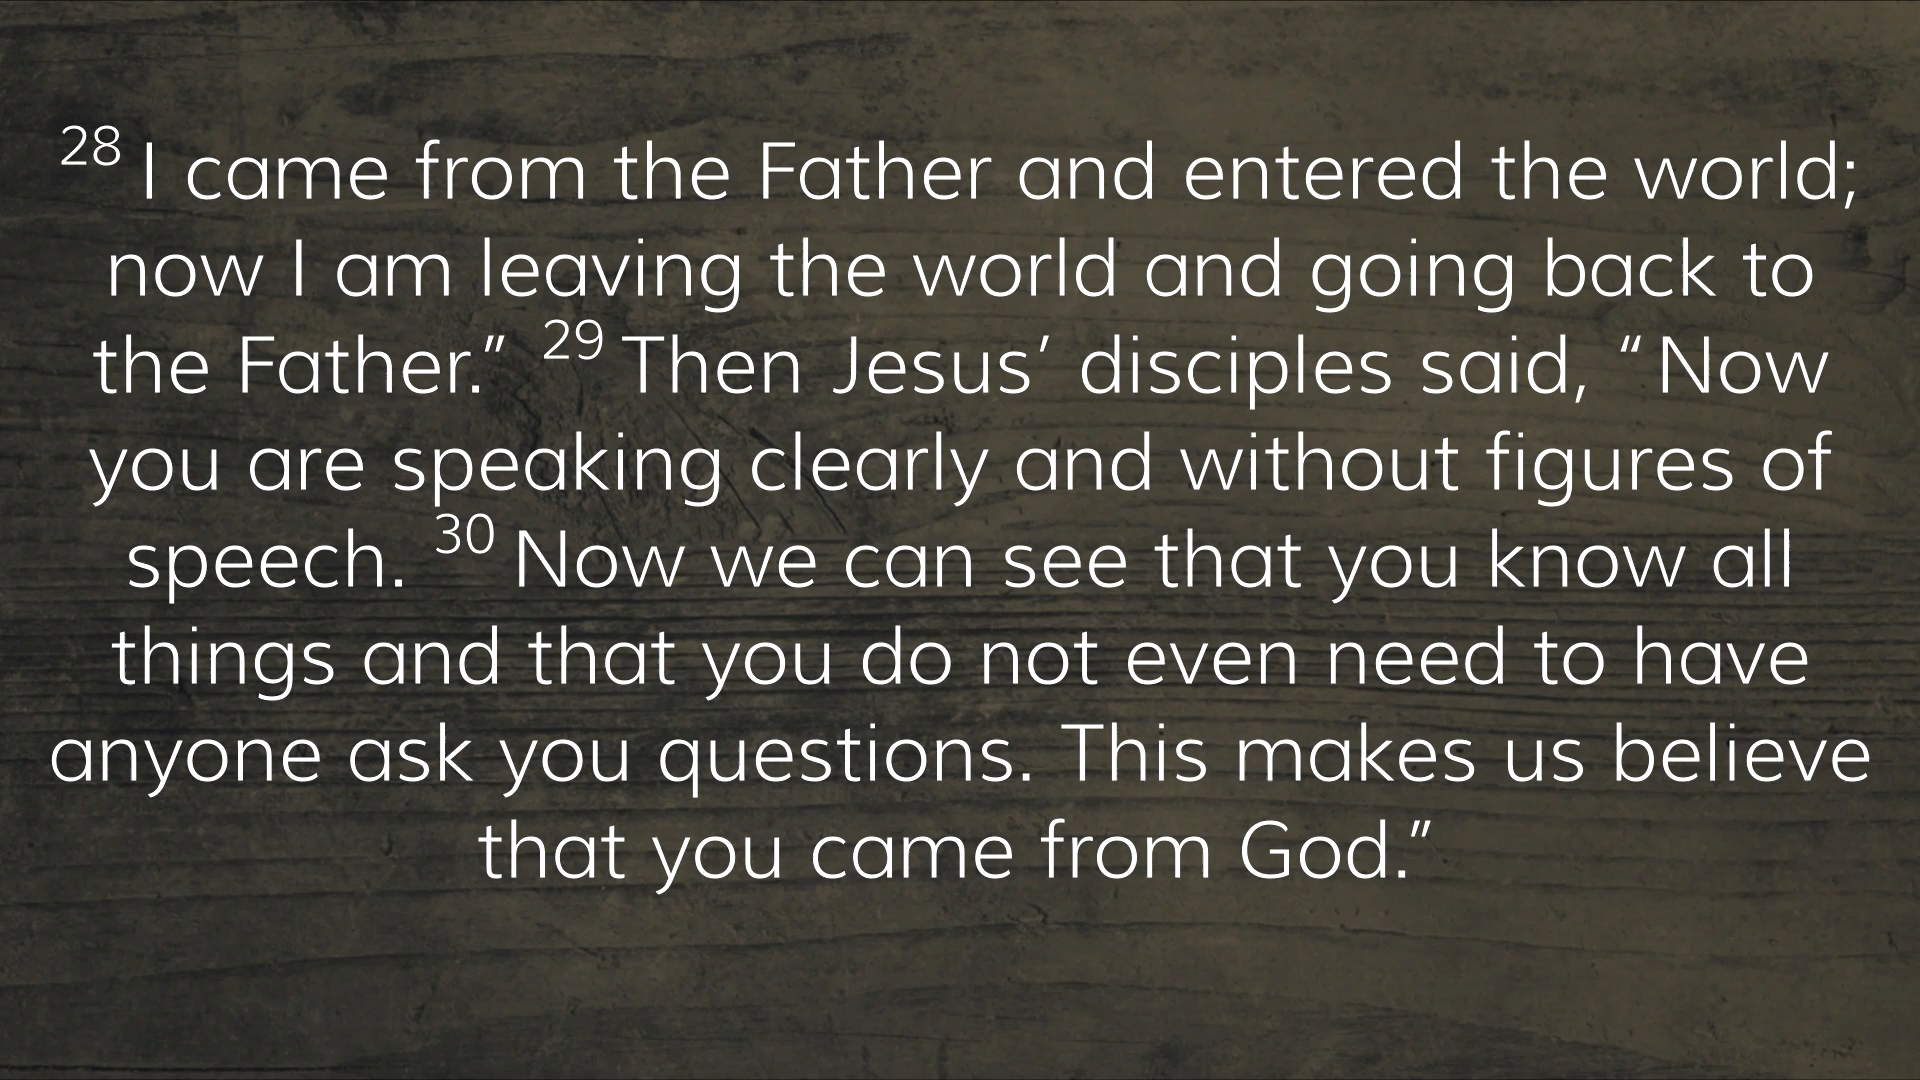 28 I came from the Father and entered the world;
now I am leaving the world and going back to
the Father.” 29 Then Jesus’ disciples said, “Now
you are speaking clearly and without figures of
speech. 30 Now we can see that you know all
things and that you do not even need to have
anyone ask you questions. This makes us believe
that you came from God.”